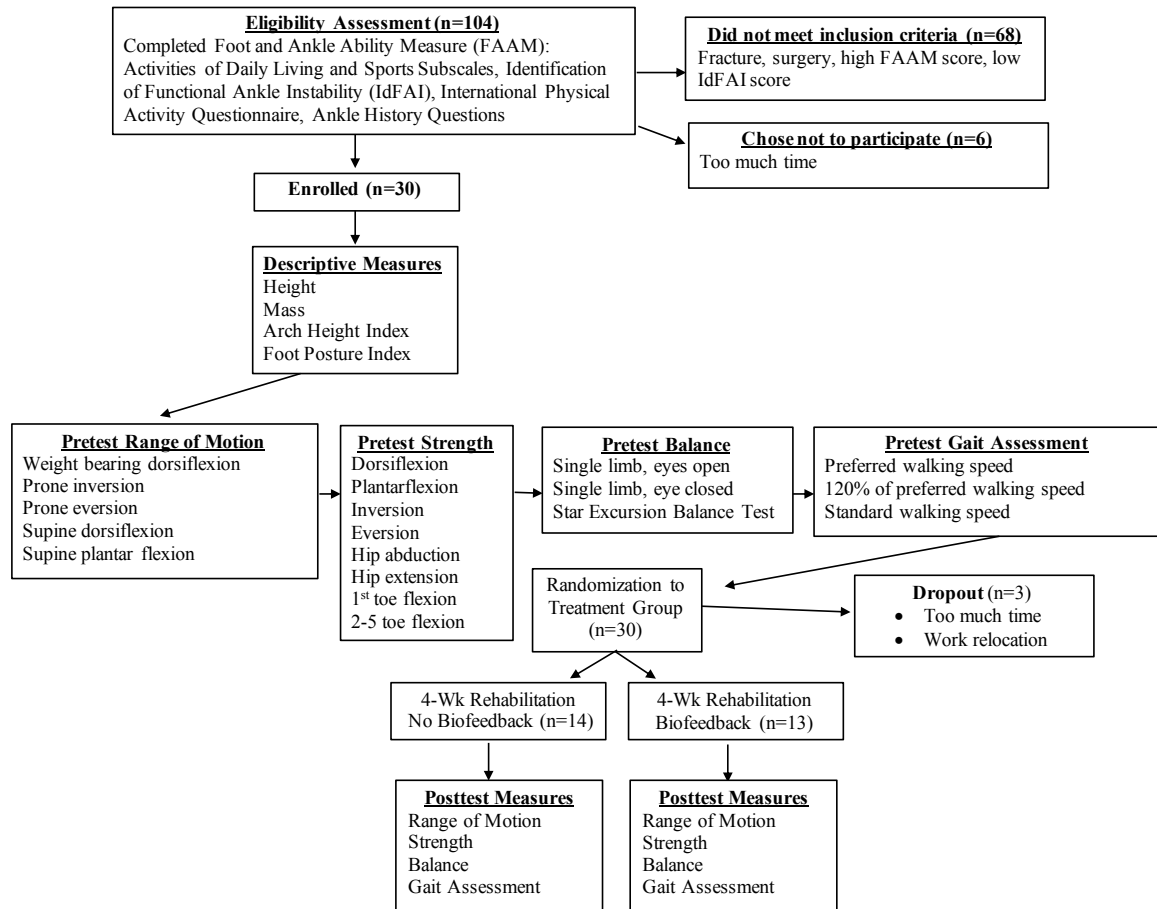 Eligibility Assessment (n=104)
Completed Foot and Ankle Ability Measure (FAAM):
Activities of Daily Living and Sports Subscales, Identification
of Functional Ankle Instability (IdFAI), International Physical
Activity Questionnaire, Ankle History Questions
Did not meet inclusion criteria (n=68)
Fracture, surgery, high FAAM score, low
IdFAI score
Chose not to participate (n=6)
Too much time
Enrolled (n=30)
Descriptive Measures
Height
Mass
Arch Height Index
Foot Posture Index
Pretest Range of Motion
Weight bearing dorsiflexion
Prone inversion
Prone eversion
Supine dorsiflexion
Supine plantar flexion
Pretest Strength
Dorsiflexion
Plantarflexion
Inversion
Eversion
Hip abduction
Hip extension
1st toe flexion
2-5 toe flexion
Pretest Balance
Single limb, eyes open
Single limb, eye closed
Star Excursion Balance Test
Pretest Gait Assessment
Preferred walking speed
120% of preferred walking speed
Standard walking speed
Randomization to
Treatment Group
(n=30)
Dropout (n=3)
• Too much time
• Work relocation
4-Wk Rehabilitation
No Biofeedback (n=14)
4-Wk Rehabilitation
Biofeedback (n=13)
Posttest Measures
Range of Motion
Strength
Balance
Gait Assessment
Posttest Measures
Range of Motion
Strength
Balance
Gait Assessment